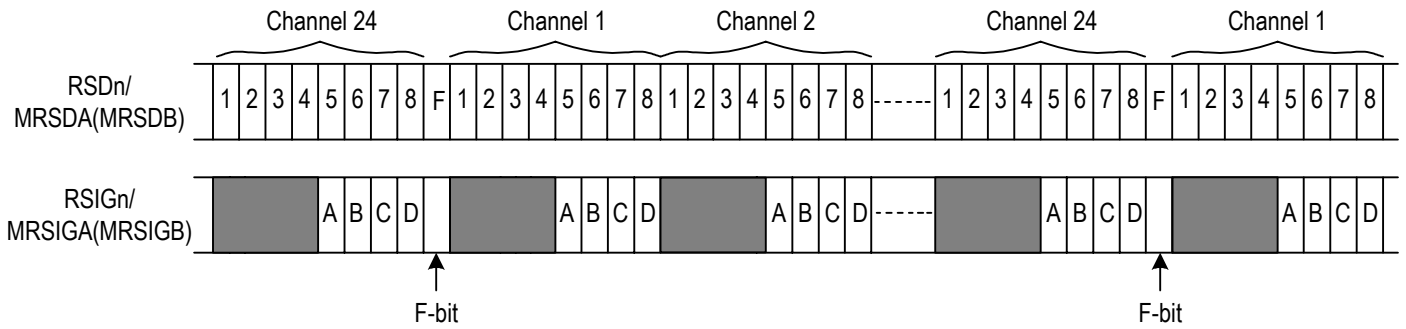 Channel 24 Channel 1 Channel 2 Channel 24 Channel 1
RSDn/
MRSDA(MRSDB)
1 2 3 4 5 6 7 8 F 1 2 3 4 5 6 7 8 1 2 3 4 5 6 7 8 1 2 3 4 5 6 7 8 F 1 2 3 4 5 6 7 8
RSIGn/
MRSIGA(MRSIGB)
A B C D A B C D A B C D A B C D A B C D
F-bit F-bit